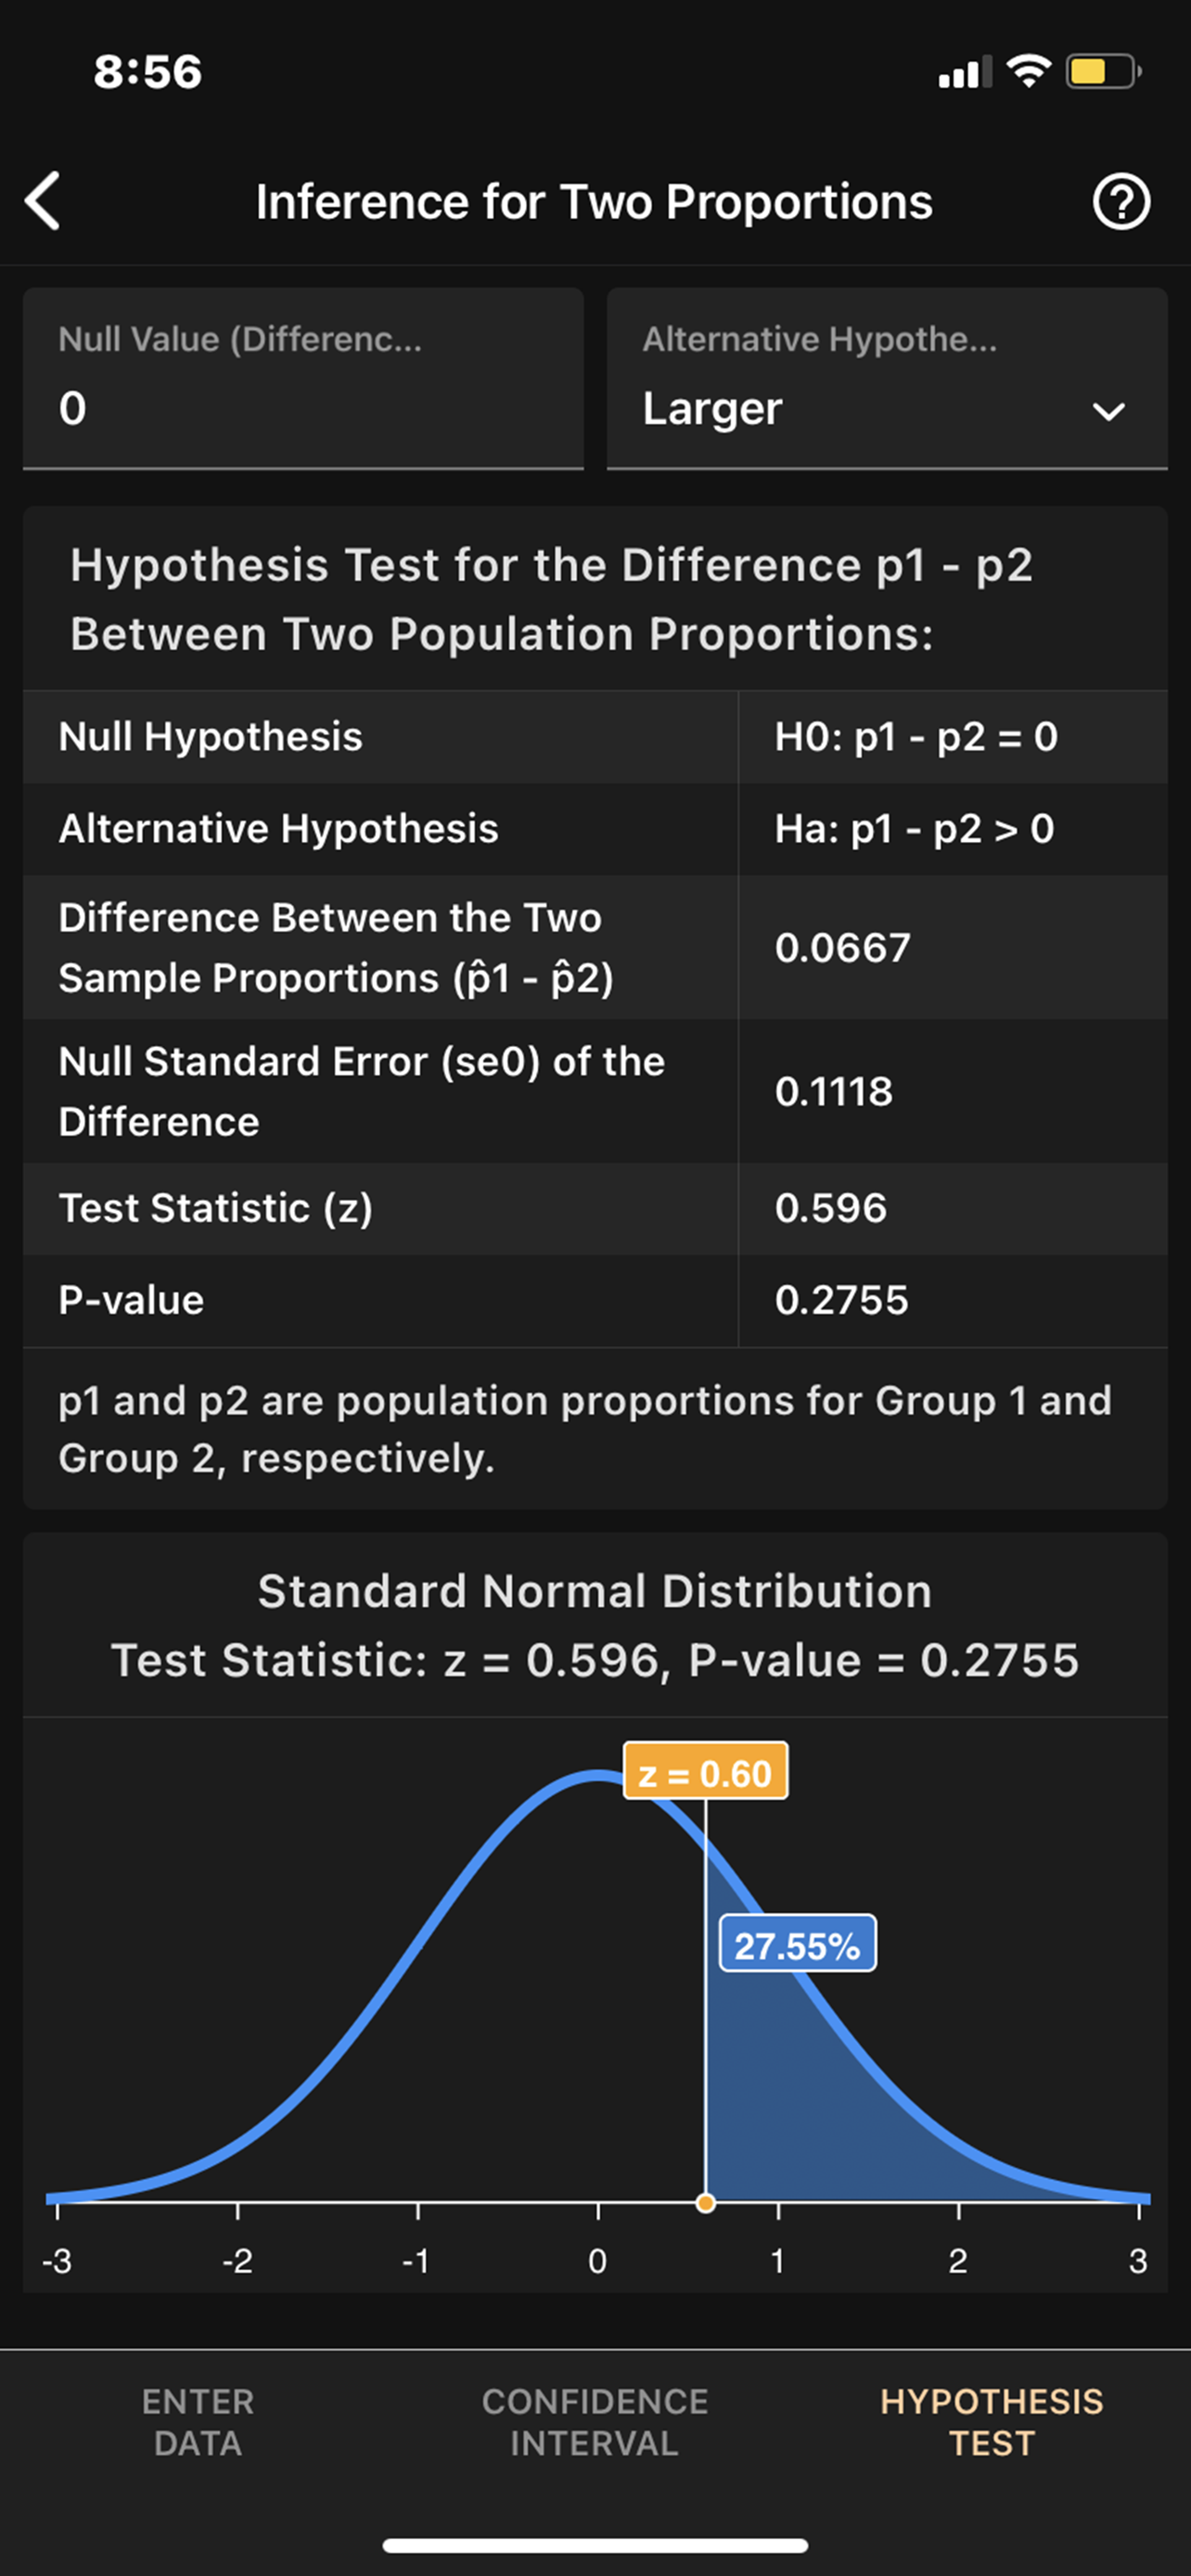 8:56
Inference for Two Proportions
Null Value (Differenc...
Alternative Hypothe...
0
Larger
Hypothesis Test for the Difference p1 - p2
Between Two Population Proportions:
Null Hypothesis
H0: p1 - p2 = 0
Alternative Hypothesis
Ha: p1 - p2 > 0
Difference Between the Two
Sample Proportions (p̂1 - p̂2)
0.0667
Null Standard Error (se0) of the
Difference
0.1118
Test Statistic (z)
0.596
P-value
0.2755
p1 and p2 are population proportions for Group 1 and
Group 2, respectively.
Standard Normal Distribution
Test Statistic: z = 0.596, P-value = 0.2755
z = 0.60
27.55%
-3 -2 -1 0 1 2 3
ENTER
DATA
CONFIDENCE
INTERVAL
HYPOTHESIS
TEST